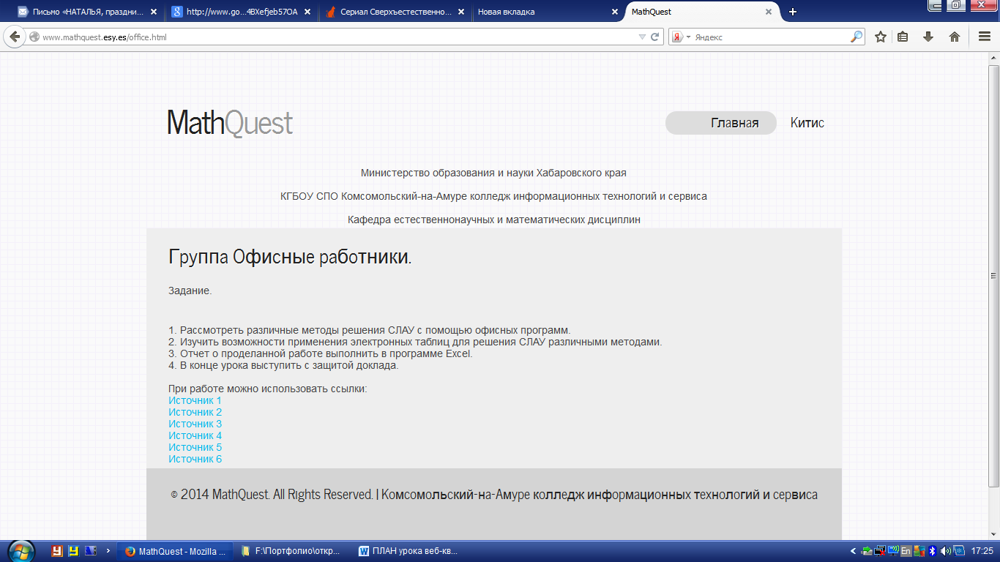 Письмо «НАТАЛЬЯ, праздни...
http://www.go...4BXefjeb57OA
Сериал Сверхъестественно...
Новая вкладка
MathQuest
www.mathquest.esy.es/office.html
Яндекс
MathQuest
Главная
Китис
Министерство образования и науки Хабаровского края
КГБОУ СПО Комсомольский-на-Амуре колледж информационных технологий и сервиса
Кафедра естественнонаучных и математических дисциплин
Группа Офисные работники.
Задание.
1. Рассмотреть различные методы решения СЛАУ с помощью офисных программ.
2. Изучить возможности применения электронных таблиц для решения СЛАУ различными методами.
3. Отчет о проделанной работе выполнить в программе Excel.
4. В конце урока выступить с защитой доклада.
При работе можно использовать ссылки:
Источник 1
Источник 2
Источник 3
Источник 4
Источник 5
Источник 6
© 2014 MathQuest. All Rights Reserved. | Комсомольский-на-Амуре колледж информационных технологий и сервиса
MathQuest - Mozilla ...
F:\Портфолио\откр...
ПЛАН урока веб-кв...
En
17:25